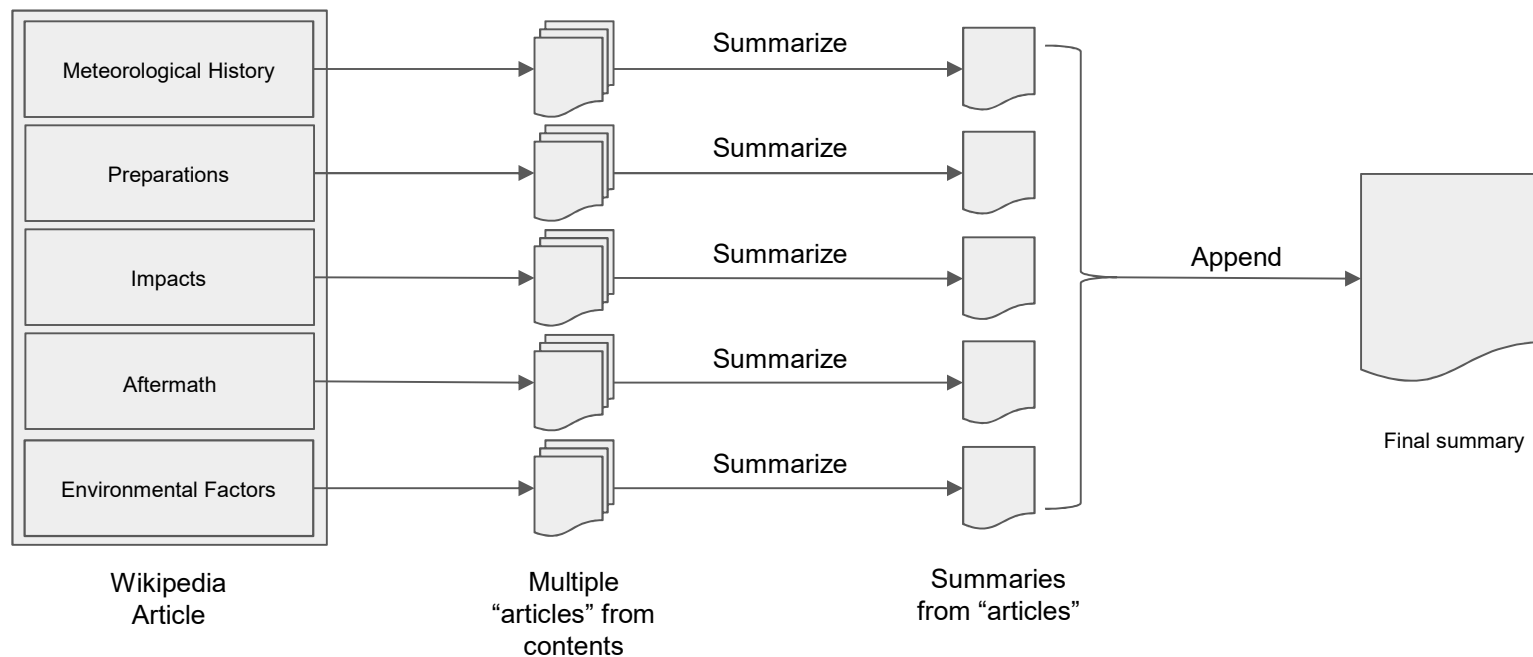 Meteorological History
Summarize
Preparations
Summarize
Impacts
Summarize
Append
Aftermath
Summarize
Environmental Factors
Summarize
Final summary
Wikipedia
Article
Multiple
“articles” from
contents
Summaries
from “articles”